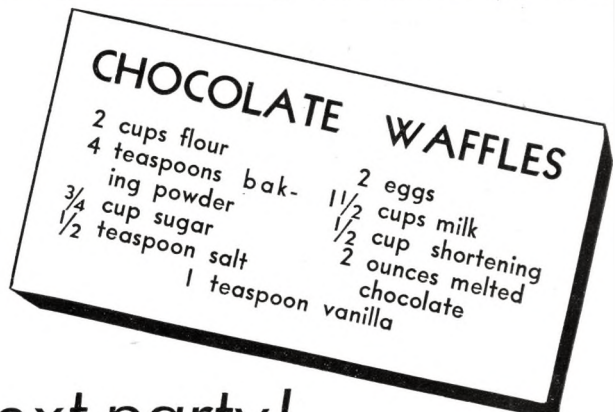 CHOCOLATE WAFFLES
2 cups flour
4 teaspoons bak-
ing powder
¾ cup sugar
½ teaspoon salt
2 eggs
1½ cups milk
½ cup shortening
2 ounces melted
chocolate
1 teaspoon vanilla
party!